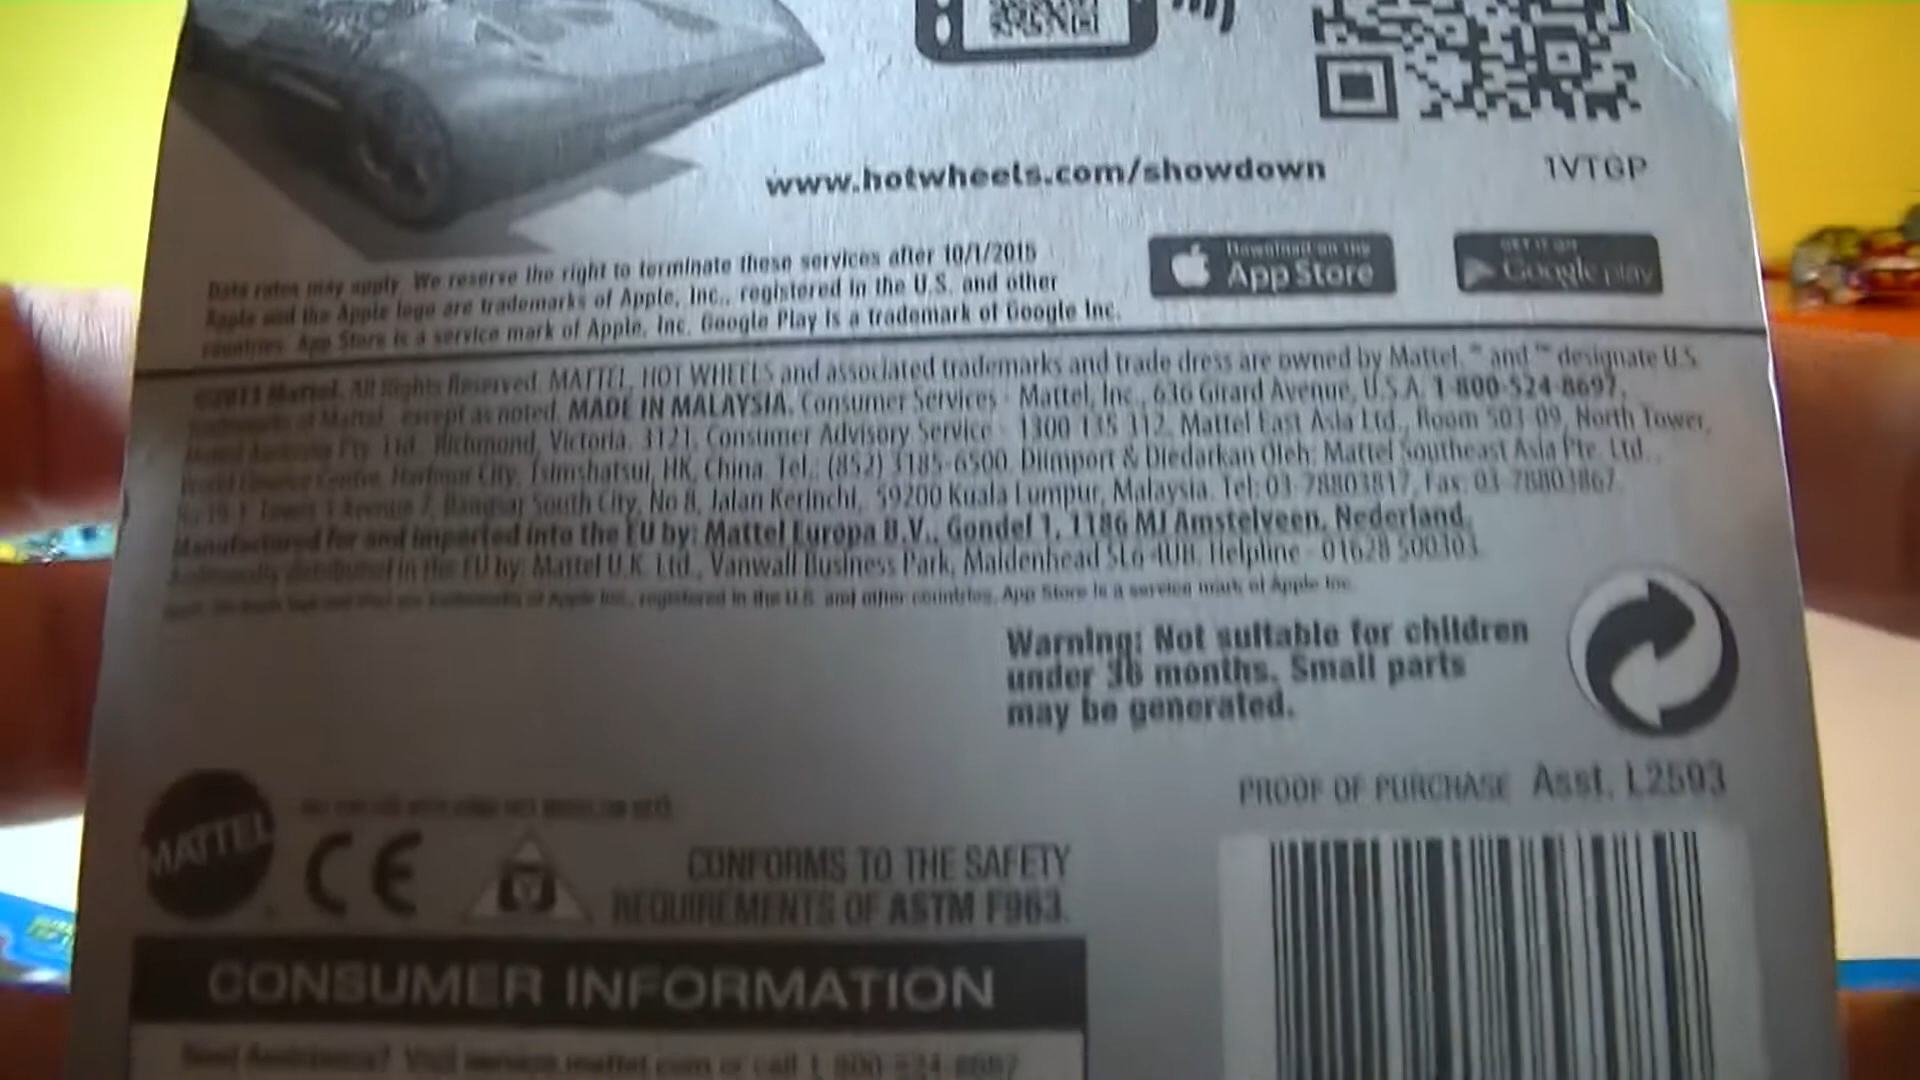 www.hotwheels.com/showdown
1VTGP
Data rates may apply. We reserve the right to terminate these services after 10/1/2015
Apple and the Apple logo are trademarks of Apple, Inc., registered in the U.S. and other
countries. App Store is a service mark of Apple, Inc. Google Play is a trademark of Google Inc.
Download on the
App Store
GET IT ON
Google play
Mattel. All Rights Reserved. MATTEL, HOT WHEELS and associated trademarks and trade dress are owned by Mattel. ™ and ™ designate U.S.
trademarks of Mattel, except as noted. MADE IN MALAYSIA. Consumer Services - Mattel, Inc., 636 Girard Avenue, U.S.A. 1-800-524-8697.
Mattel Australia Pty. Ltd. Richmond, Victoria. 3121. Consumer Advisory Service - 1300 135 312. Mattel East Asia Ltd., Room 503-09, North Tower,
World Finance Centre, Harbour City, Tsimshatsui, HK, China. Tel.: (852) 3185-6500. Diimport & Diedarkan Oleh: Mattel Southeast Asia Pte. Ltd.,
Bangsar South City, No 8, Jalan Kerinchi, 59200 Kuala Lumpur, Malaysia. Tel: 03-78803817, Fax: 03-78803867.
Manufactured for and imported into the EU by: Mattel Europa B.V., Gondel 1, 1186 MJ Amstelveen, Nederland.
Additionally distributed in the EU by: Mattel U.K. Ltd., Vanwall Business Park, Maidenhead SL6 4UB. Helpline - 01628 500303.
trademarks of Apple Inc., registered in the U.S. and other countries. App Store is a service mark of Apple Inc.
Warning: Not suitable for children
under 36 months. Small parts
may be generated.
PROOF OF PURCHASE Asst. L2593
MATTEL
CE
CONFORMS TO THE SAFETY
REQUIREMENTS OF ASTM F963.
CONSUMER INFORMATION
Need Assistance? Visit service.mattel.com or call 1-800-524-8697